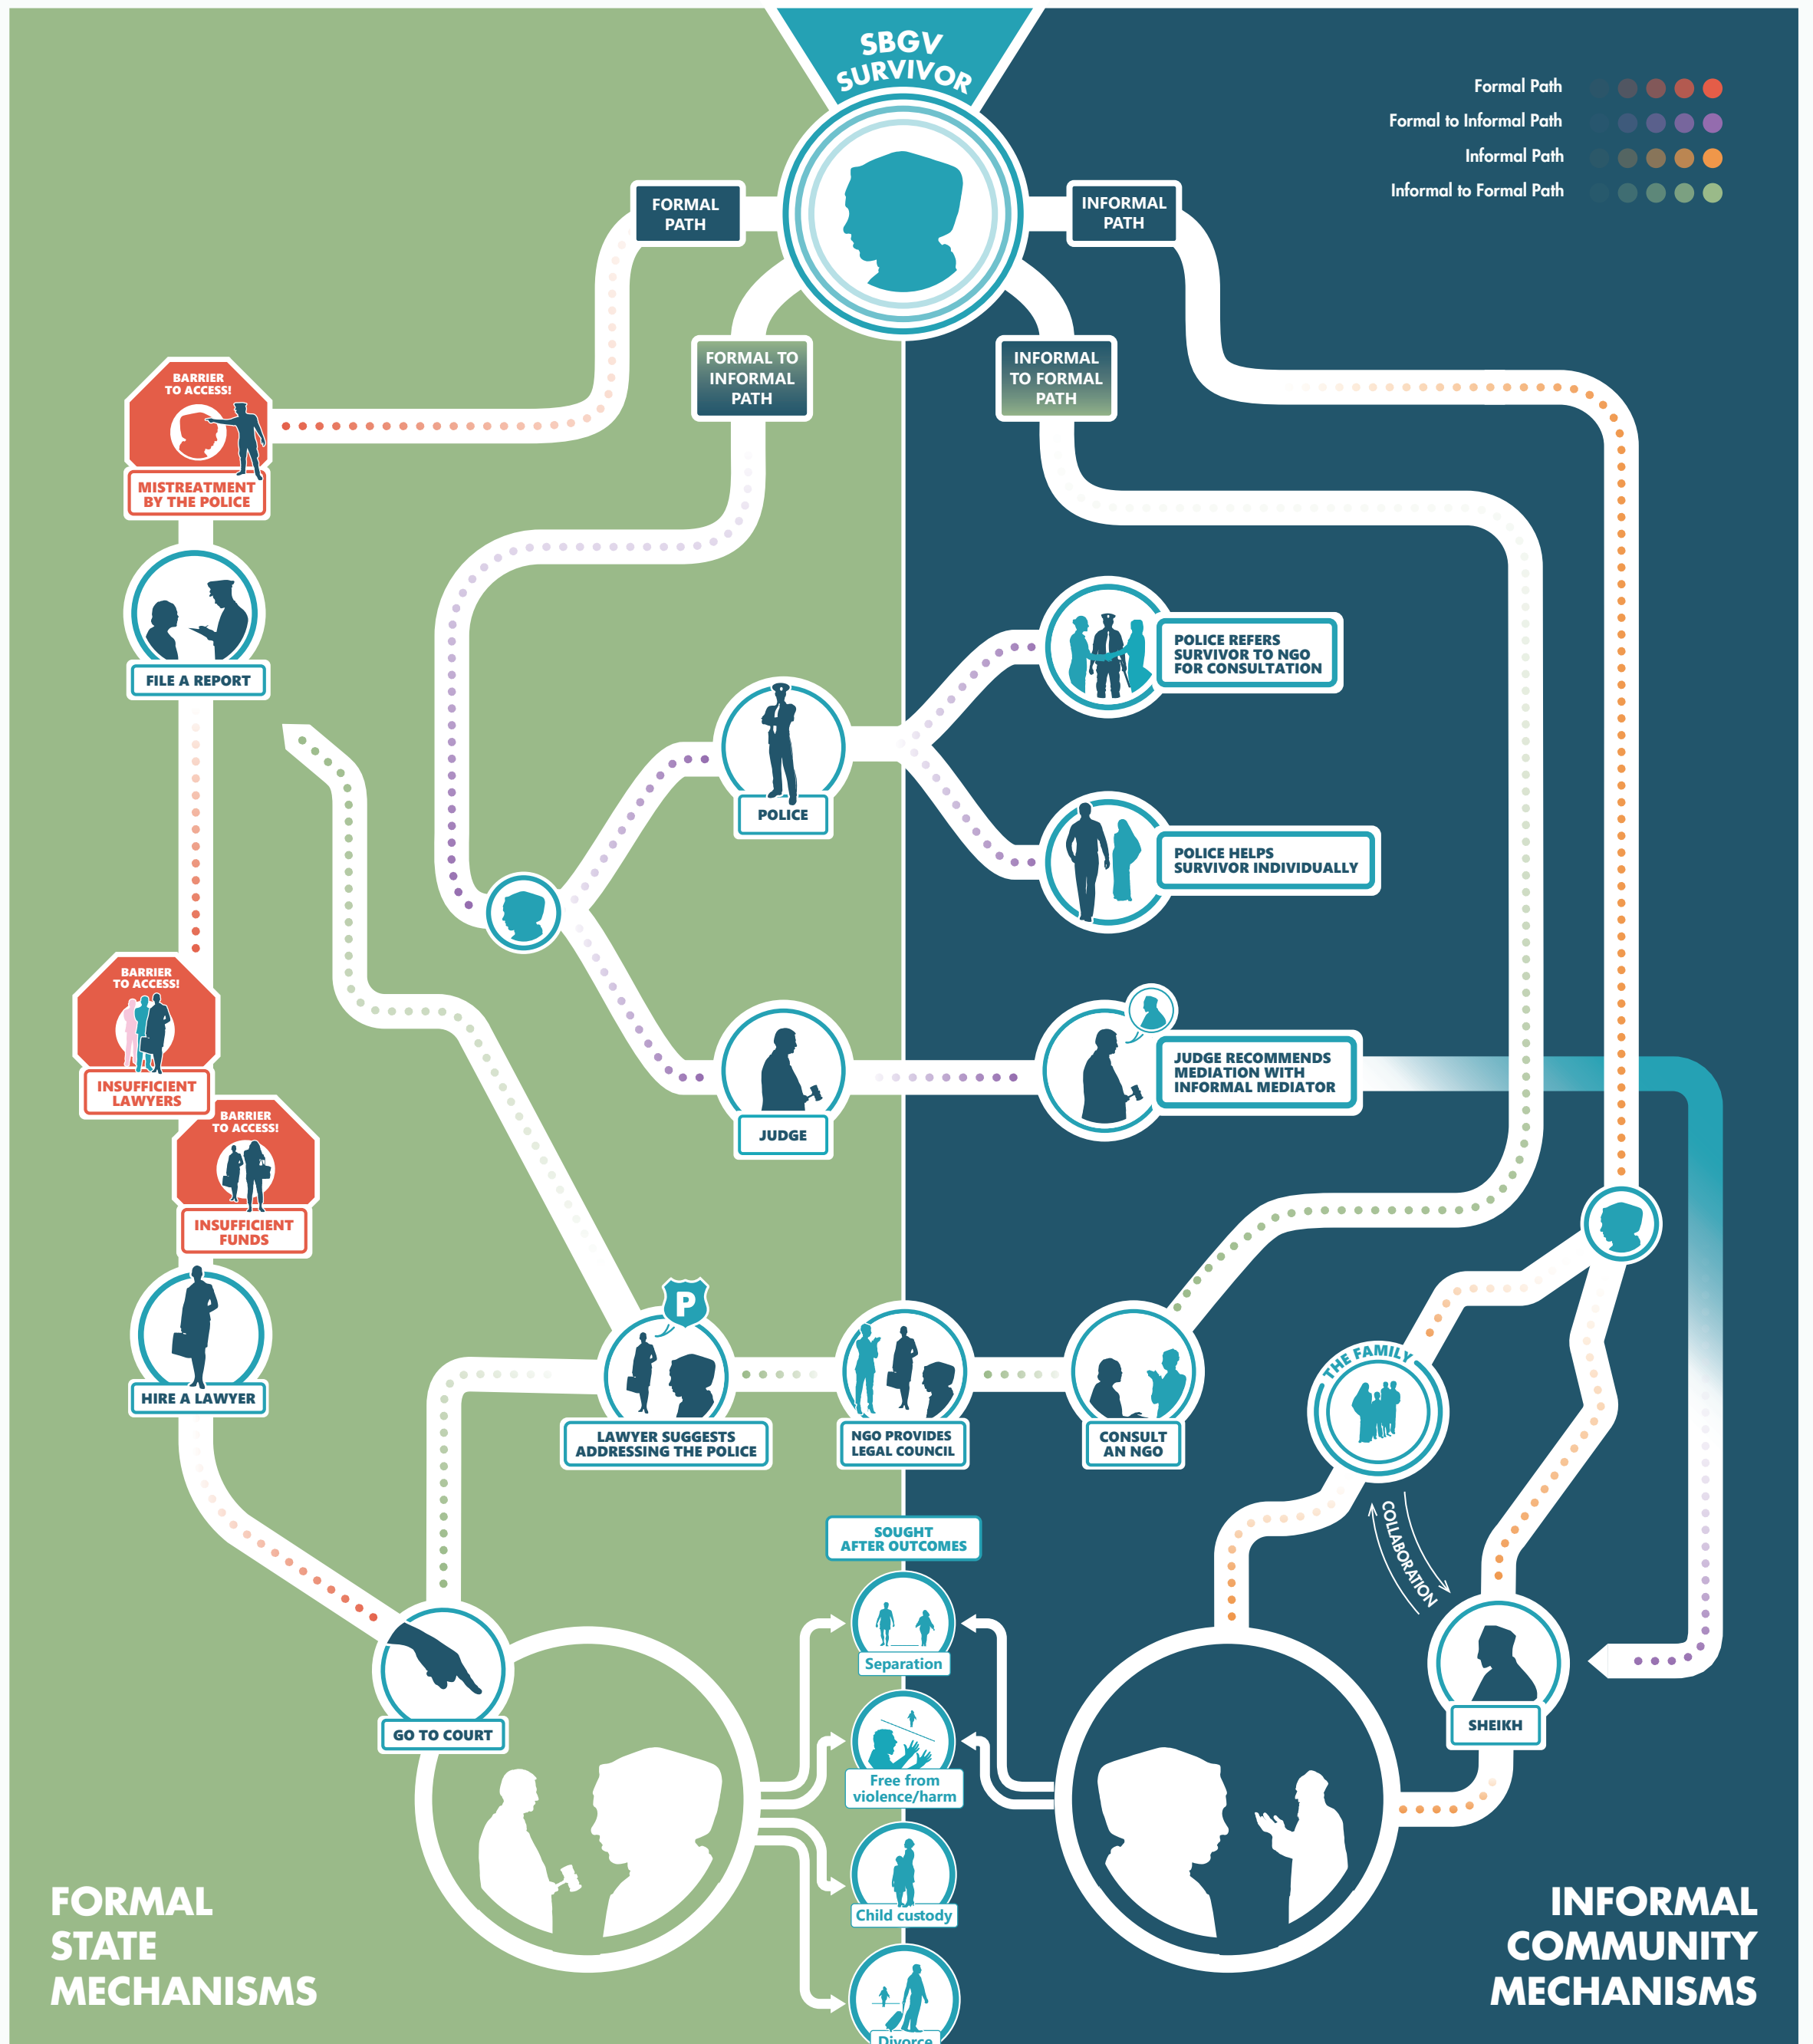 SBGV
SURVIVOR
Formal Path
Formal to Informal Path
Informal Path
Informal to Formal Path
FORMAL
PATH
INFORMAL
PATH
FORMAL TO
INFORMAL
PATH
INFORMAL
TO FORMAL
PATH
BARRIER
TO ACCESS!
MISTREATMENT
BY THE POLICE
FILE A REPORT
POLICE REFERS
SURVIVOR TO NGO
FOR CONSULTATION
POLICE
POLICE HELPS
SURVIVOR INDIVIDUALLY
BARRIER
TO ACCESS!
INSUFFICIENT
LAWYERS
JUDGE RECOMMENDS
MEDIATION WITH
INFORMAL MEDIATOR
JUDGE
BARRIER
TO ACCESS!
INSUFFICIENT
FUNDS
HIRE A LAWYER
P
LAWYER SUGGESTS
ADDRESSING THE POLICE
NGO PROVIDES
LEGAL COUNCIL
CONSULT
AN NGO
THE FAMILY
COLLABORATION
SOUGHT
AFTER OUTCOMES
Separation
GO TO COURT
SHEIKH
Free from
violence/harm
Child custody
Divorce
FORMAL
STATE
MECHANISMS
INFORMAL
COMMUNITY
MECHANISMS